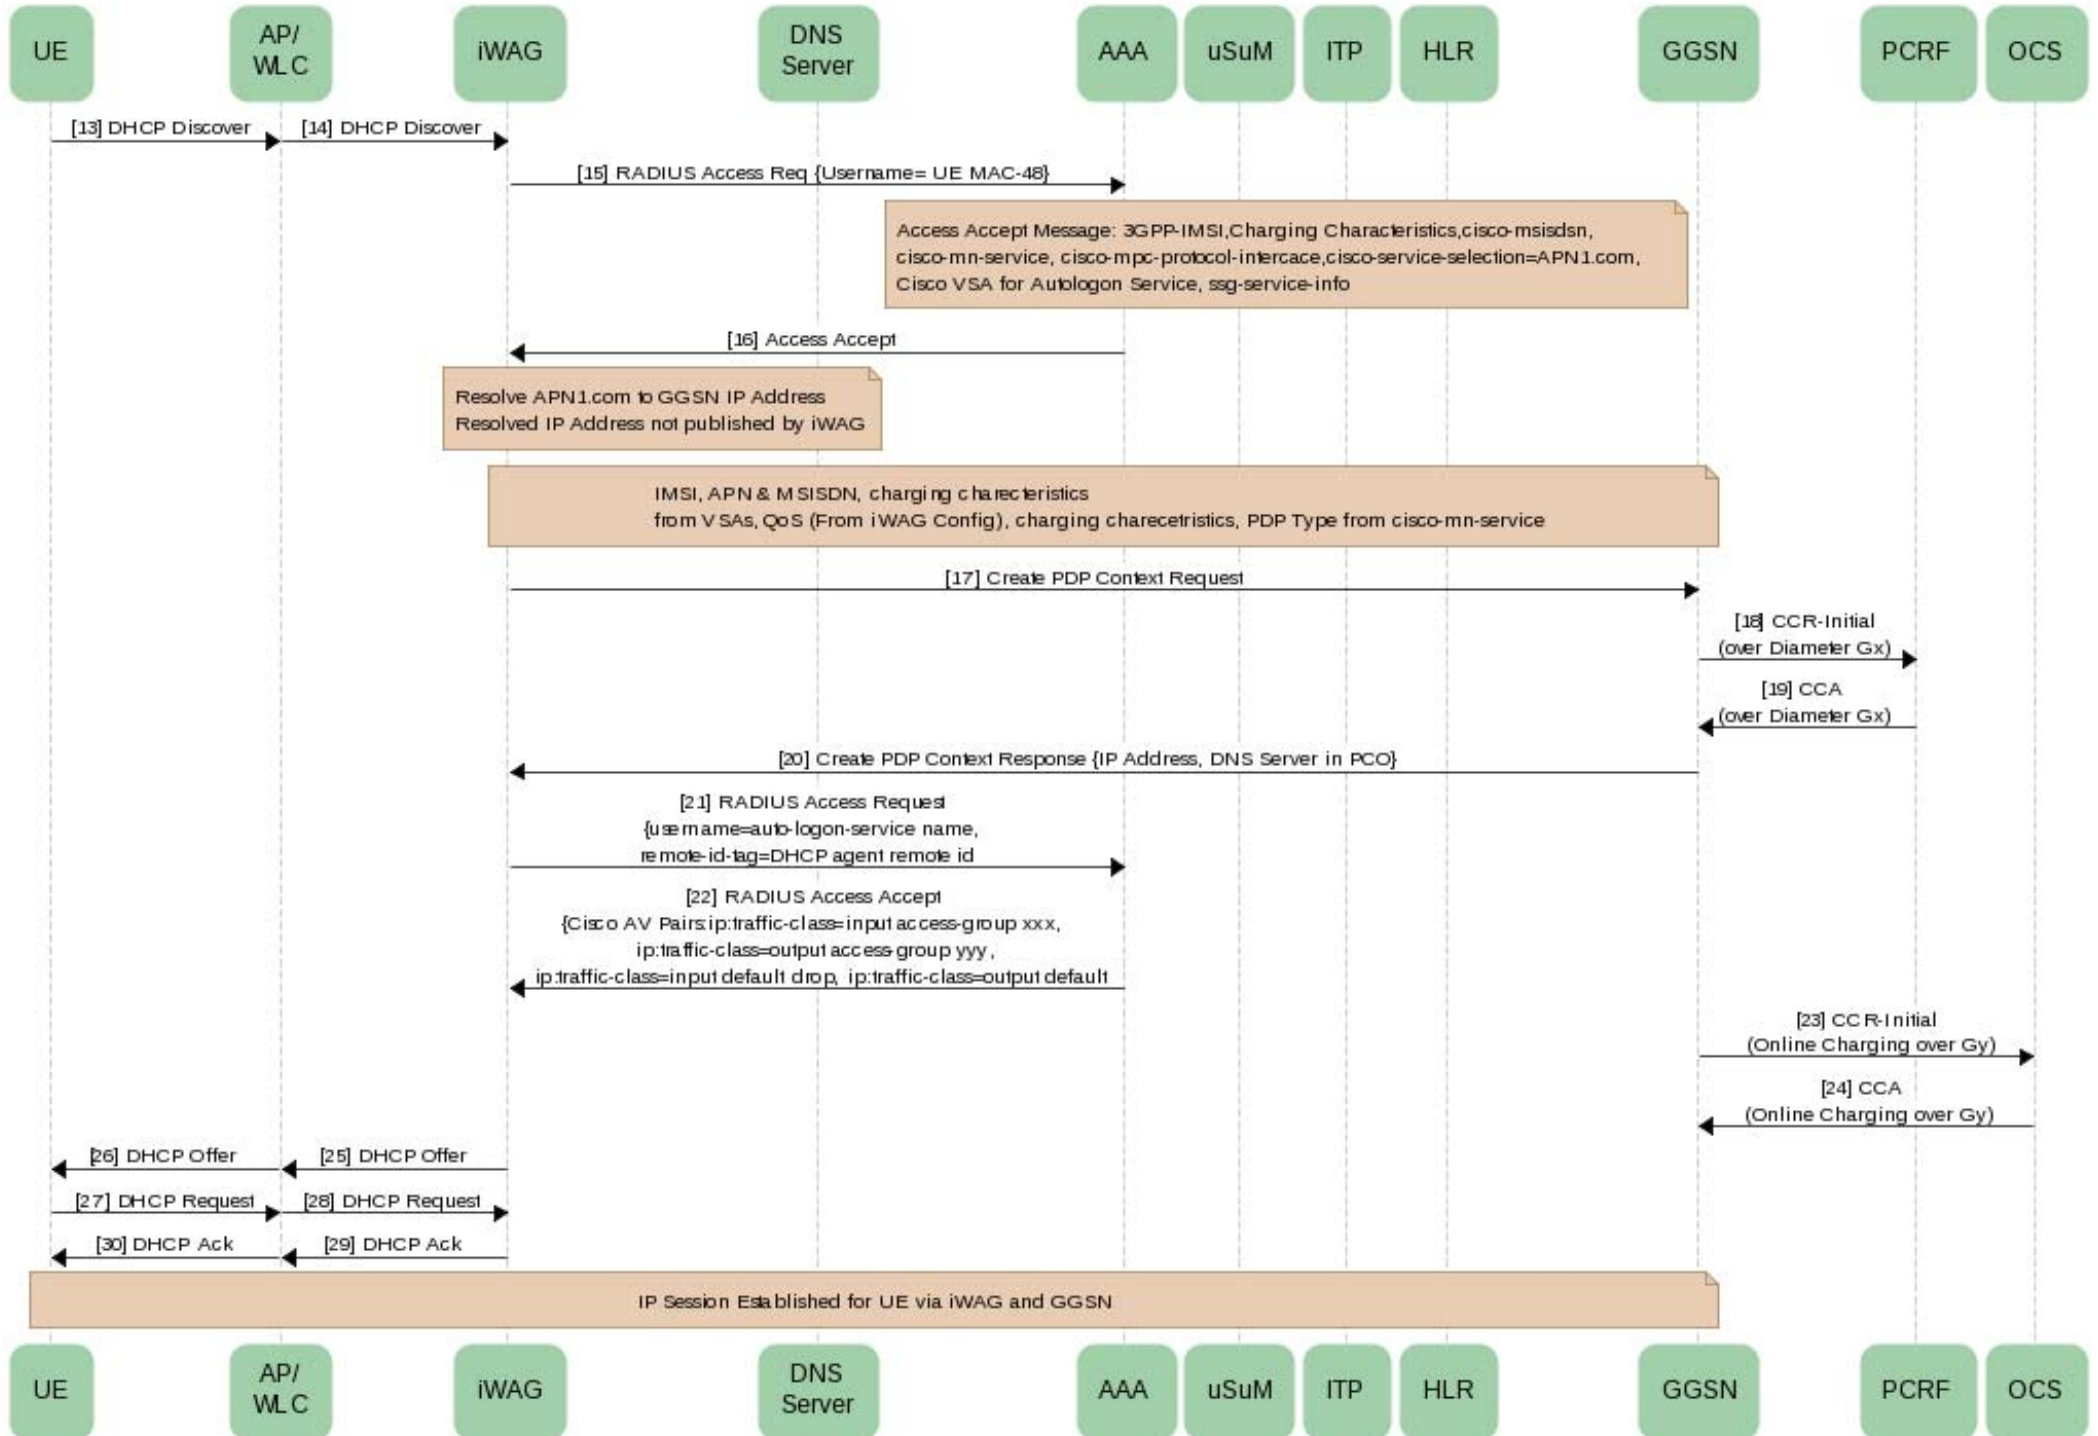 UE
AP/
WLC
iWAG
DNS
Server
AAA
uSuM
ITP
HLR
GGSN
PCRF
OCS
[13] DHCP Discover
[14] DHCP Discover
[15] RADIUS Access Req {Username= UE MAC-48}
Access Accept Message: 3GPP-IMSI,Charging Characteristics,cisco-msisdsn,
cisco-mn-service, cisco-mpc-protocol-intercace,cisco-service-selection=APN1.com,
Cisco VSA for Autologon Service, ssg-service-info
[16] Access Accept
Resolve APN1.com to GGSN IP Address
Resolved IP Address not published by iWAG
IMSI, APN & MSISDN, charging charecteristics
from VSAs, QoS (From iWAG Config), charging charecetristics, PDP Type from cisco-mn-service
[17] Create PDP Context Request
[18] CCR-Initial
(over Diameter Gx)
[19] CCA
(over Diameter Gx)
[20] Create PDP Context Response {IP Address, DNS Server in PCO}
[21] RADIUS Access Request
{username=auto-logon-service name,
remote-id-tag=DHCP agent remote id
[22] RADIUS Access Accept
{Cisco AV Pairs:ip:traffic-class=input access-group xxx,
ip:traffic-class=output access-group yyy,
ip:traffic-class=input default drop, ip:traffic-class=output default
[23] CCR-Initial
(Online Charging over Gy)
[24] CCA
(Online Charging over Gy)
[26] DHCP Offer
[25] DHCP Offer
[27] DHCP Request
[28] DHCP Request
[30] DHCP Ack
[29] DHCP Ack
IP Session Established for UE via iWAG and GGSN
UE
AP/
WLC
iWAG
DNS
Server
AAA
uSuM
ITP
HLR
GGSN
PCRF
OCS